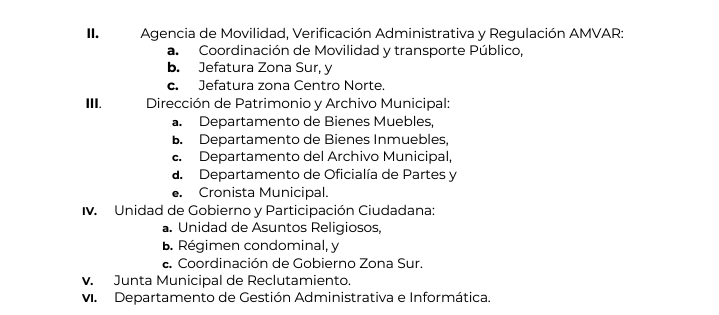 II. Agencia de Movilidad, Verificación Administrativa y Regulación AMVAR:
a. Coordinación de Movilidad y transporte Público,
b. Jefatura Zona Sur, y
c. Jefatura zona Centro Norte.
III. Dirección de Patrimonio y Archivo Municipal:
a. Departamento de Bienes Muebles,
b. Departamento de Bienes Inmuebles,
c. Departamento del Archivo Municipal,
d. Departamento de Oficialía de Partes y
e. Cronista Municipal.
IV. Unidad de Gobierno y Participación Ciudadana:
a. Unidad de Asuntos Religiosos,
b. Régimen condominal, y
c. Coordinación de Gobierno Zona Sur.
V. Junta Municipal de Reclutamiento.
VI. Departamento de Gestión Administrativa e Informática.